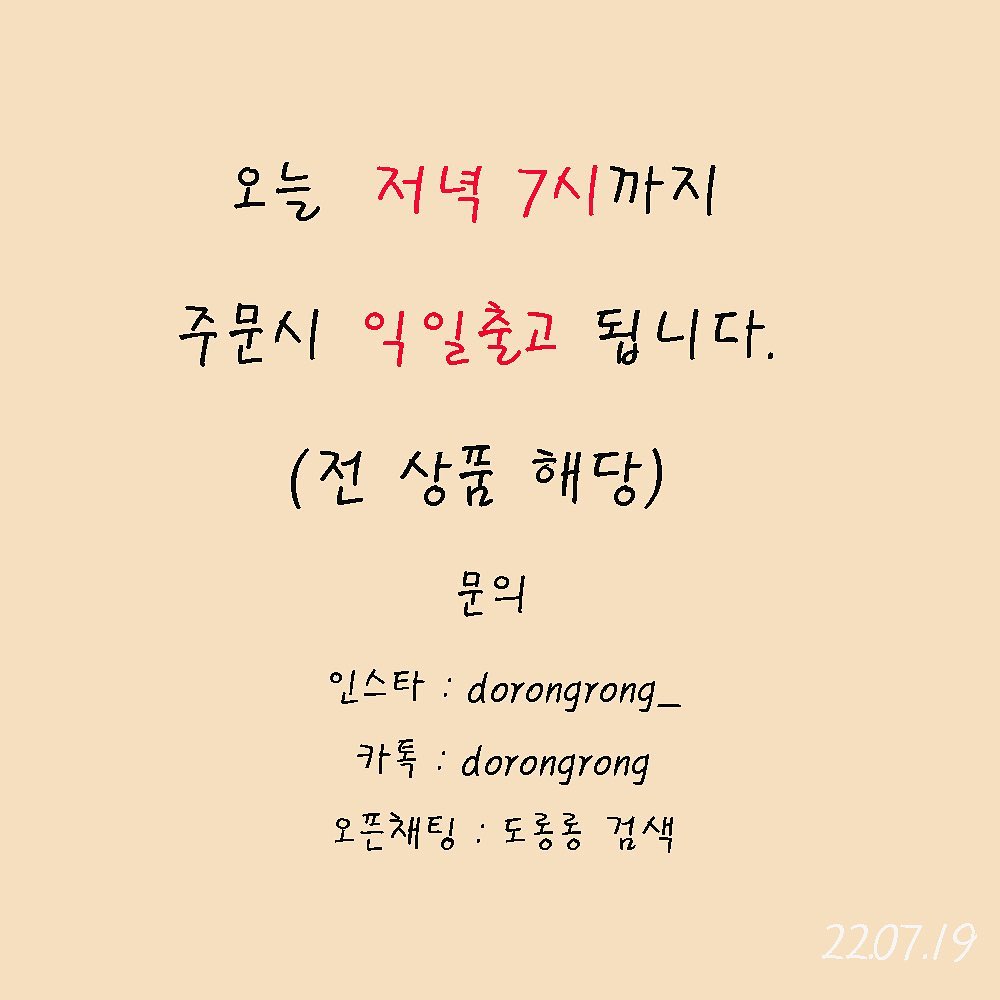 오늘 저녁 7시까지
주문시 익일출고 됩니다.
(전 상품 해당)
문의
인스타 : dorongrong_
카톡 : dorongrong
오픈채팅 : 도롱롱 검색
22.07.19